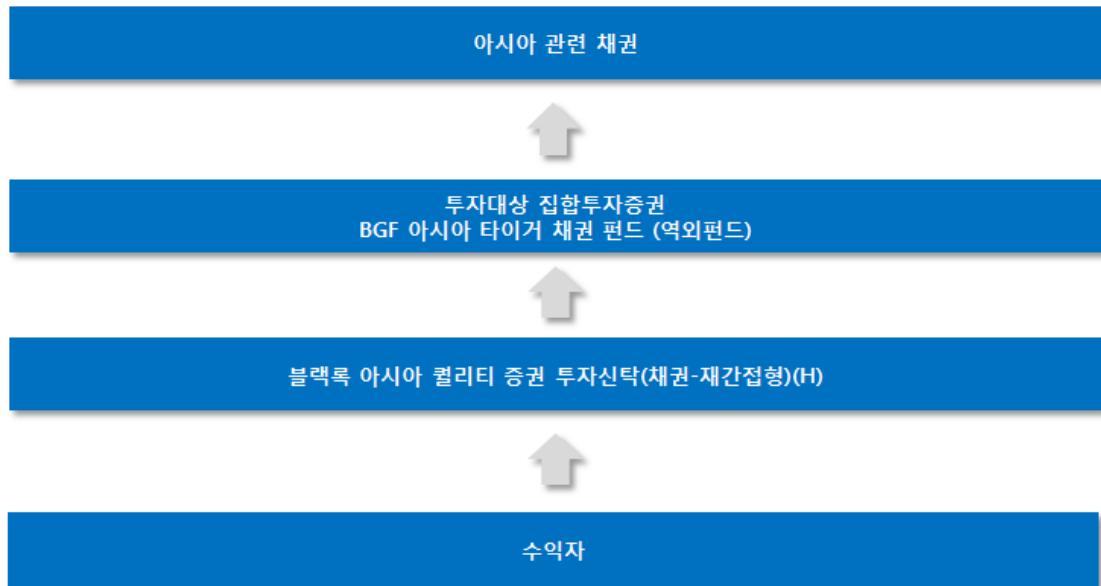 아시아 관련 채권
투자대상 집합투자증권
BGF 아시아 타이거 채권 펀드 (역외펀드)
블랙록 아시아 퀄리티 증권 투자신탁(채권-재간접형)(H)
수익자